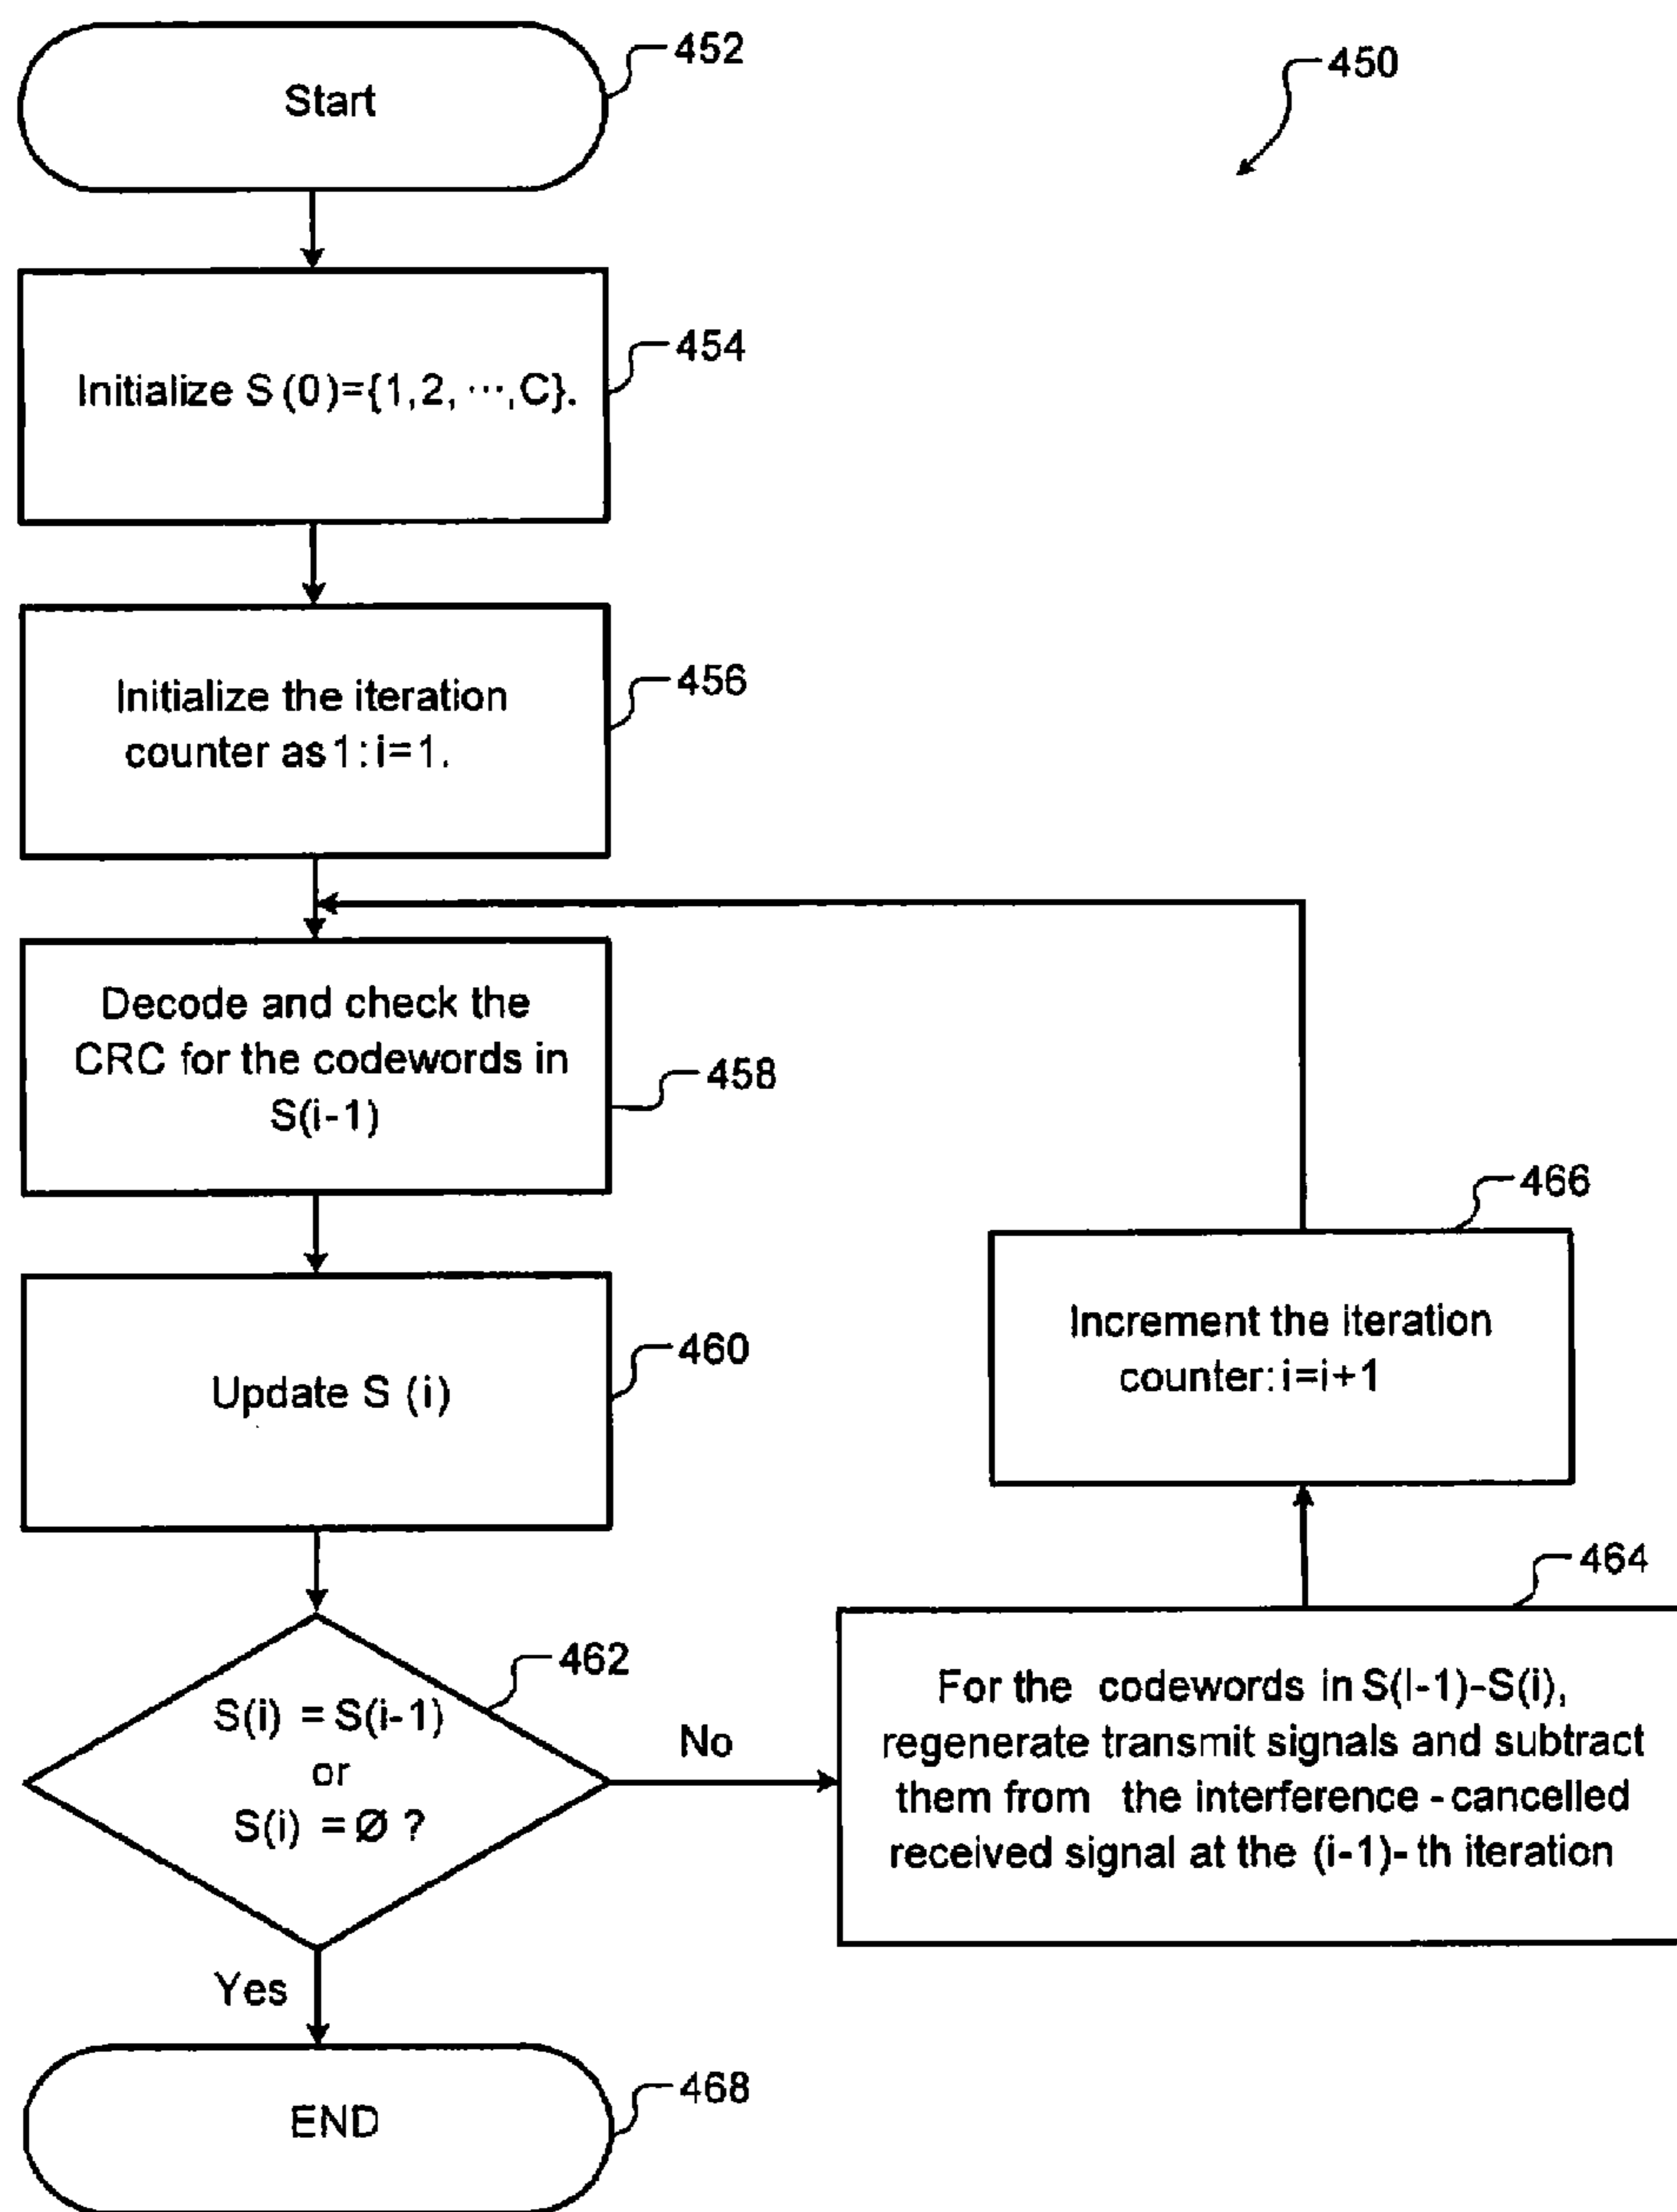 Start
452
450
Initialize S (0)={1,2, ···,C}.
454
Initialize the iteration
counter as 1: i=1.
456
Decode and check the
CRC for the codewords in
S(i-1)
458
Update S (i)
460
Increment the iteration
counter: i=i+1
466
S(i) = S(i-1)
or
S(i) = Ø ?
462
No
For the codewords in S(I-1)-S(i),
regenerate transmit signals and subtract
them from the interference - cancelled
received signal at the (i-1)- th iteration
464
Yes
END
468